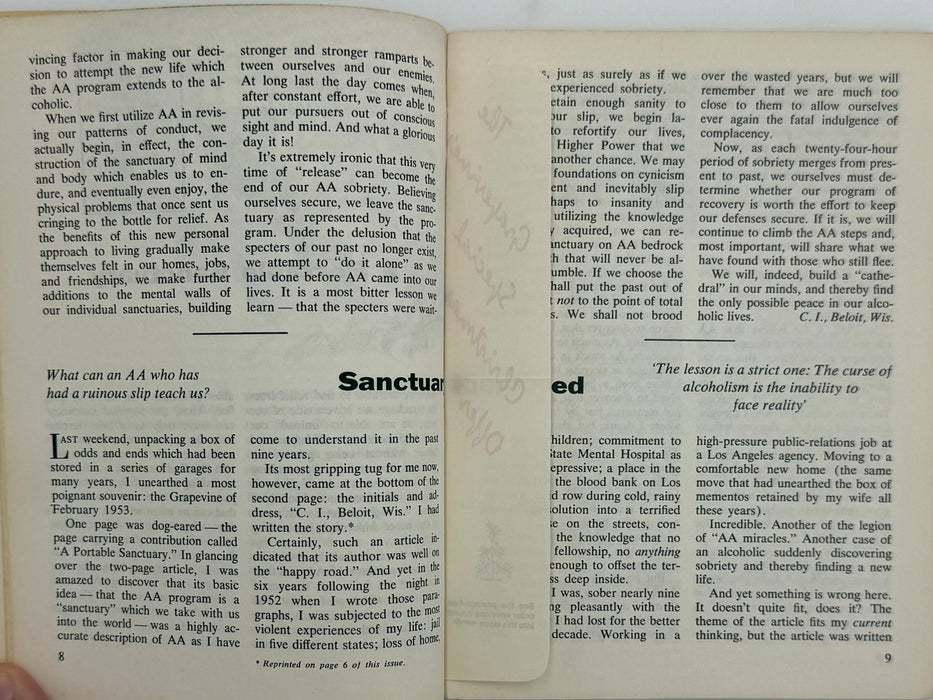 vincing factor in making our deci-
sion to attempt the new life which
the AA program extends to the al-
coholic.
When we first utilize AA in revis-
ing our patterns of conduct, we
actually begin, in effect, the con-
struction of the sanctuary of mind
and body which enables us to en-
dure, and eventually even enjoy, the
physical problems that once sent us
cringing to the bottle for relief. As
the benefits of this new personal
approach to living gradually make
themselves felt in our homes, jobs,
and friendships, we make further
additions to the mental walls of
our individual sanctuaries, building
stronger and stronger ramparts be-
tween ourselves and our enemies.
At long last the day comes when,
after constant effort, we are able to
put our pursuers out of conscious
sight and mind. And what a glorious
day it is!
It's extremely ironic that this very
time of "release" can become the
end of our AA sobriety. Believing
ourselves secure, we leave the sanc-
tuary as represented by the pro-
gram. Under the delusion that the
specters of our past no longer exist,
we attempt to "do it alone" as we
had done before AA came into our
lives. It is a most bitter lesson we
learn — that the specters were wait-
What can an AA who has
had a ruinous slip teach us?
Sanctuar
LAST weekend, unpacking a box of
odds and ends which had been
stored in a series of garages for
many years, I unearthed a most
poignant souvenir: the Grapevine of
February 1953.
One page was dog-eared — the
page carrying a contribution called
"A Portable Sanctuary." In glancing
over the two-page article, I was
amazed to discover that its basic
idea — that the AA program is a
"sanctuary" which we take with us
into the world — was a highly ac-
curate description of AA as I have
come to understand it in the past
nine years.
Its most gripping tug for me now,
however, came at the bottom of the
second page: the initials and ad-
dress, "C. I., Beloit, Wis." I had
written the story.*
Certainly, such an article in-
dicated that its author was well on
the "happy road." And yet in the
six years following the night in
1952 when I wrote those para-
graphs, I was subjected to the most
violent experiences of my life: jail
in five different states; loss of home,
* Reprinted on page 6 of this issue.
8
s, just as surely as if we
experienced sobriety.
etain enough sanity to
our slip, we begin la-
to refortify our lives,
Higher Power that we
another chance. We may
foundations on cynicism
ent and inevitably slip
haps to insanity and
utilizing the knowledge
y acquired, we can re-
anctuary on AA bedrock
h that will never be al-
umble. If we choose the
hall put the past out of
t not to the point of total
s. We shall not brood
over the wasted years, but we will
remember that we are much too
close to them to allow ourselves
ever again the fatal indulgence of
complacency.
Now, as each twenty-four-hour
period of sobriety merges from pres-
ent to past, we ourselves must de-
termine whether our program of
recovery is worth the effort to keep
our defenses secure. If it is, we will
continue to climb the AA steps and,
most important, will share what we
have found with those who still flee.
We will, indeed, build a "cathe-
dral" in our minds, and thereby find
the only possible peace in our alco-
holic lives. C. I., Beloit, Wis.
ed
'The lesson is a strict one: The curse of
alcoholism is the inability to
face reality'
hildren; commitment to
State Mental Hospital as
epressive; a place in the
the blood bank on Los
d row during cold, rainy
olution into a terrified
se on the streets, con-
the knowledge that no
fellowship, no anything
enough to offset the ter-
ss deep inside.
I was, sober nearly nine
ng pleasantly with the
I had lost for the better
decade. Working in a
high-pressure public-relations job at
a Los Angeles agency. Moving to a
comfortable new home (the same
move that had unearthed the box of
mementos retained by my wife all
these years).
Incredible. Another of the legion
of "AA miracles." Another case of
an alcoholic suddenly discovering
sobriety and thereby finding a new
life.
And yet something is wrong here.
It doesn't quite fit, does it? The
theme of the article fits my current
thinking, but the article was written
9